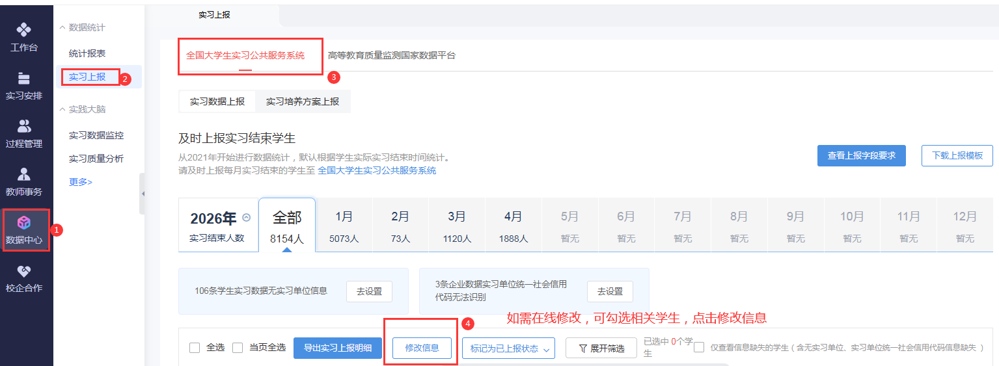 实习上报
工作台
实习安排
过程管理
教师事务
数据中心
1
校企合作
数据统计
统计报表
实习上报
2
实践大脑
实习数据监控
实习质量分析
更多>
全国大学生实习公共服务系统
高等教育质量监测国家数据平台
3
实习数据上报
实习培养方案上报
及时上报实习结束学生
从2021年开始进行数据统计，默认根据学生实际实习结束时间统计。
请及时上报每月实习结束的学生至 全国大学生实习公共服务系统
查看上报字段要求
下载上报模板
2026年
实习结束人数
全部
8154人
1月
5073人
2月
73人
3月
1120人
4月
1888人
5月
暂无
6月
暂无
7月
暂无
8月
暂无
9月
暂无
10月
暂无
11月
暂无
12月
暂无
106条学生实习数据无实习单位信息
去设置
3条企业数据实习单位统一社会信用
代码无法识别
去设置
4
如需在线修改，可勾选相关学生，点击修改信息
全选
当页全选
导出实习上报明细
修改信息
标记为已上报状态
展开筛选
已选中 0个学
生
仅查看信息缺失的学生（含无实习单位、实习单位统一社会信用代码信息缺失 ）